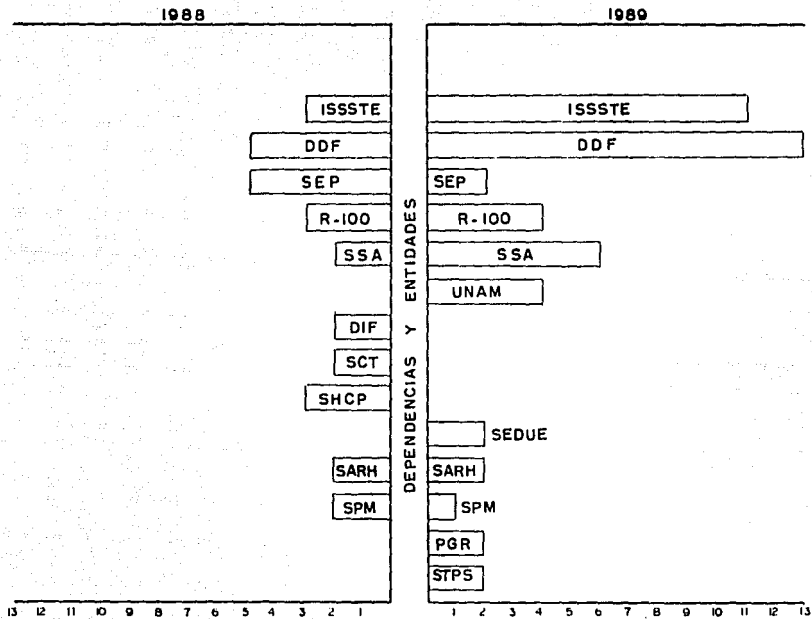 1988 1989
ISSSTE ISSSTE
DDF DDF
SEP SEP
R-100 R-100
SSA SSA
UNAM
DIF
SCT
SHCP
SEDUE
SARH SARH
SPM SPM
PGR
STPS
DEPENDENCIAS Y ENTIDADES
13 12 11 10 9 8 7 6 5 4 3 2 1 1 2 3 4 5 6 7 8 9 10 11 12 13